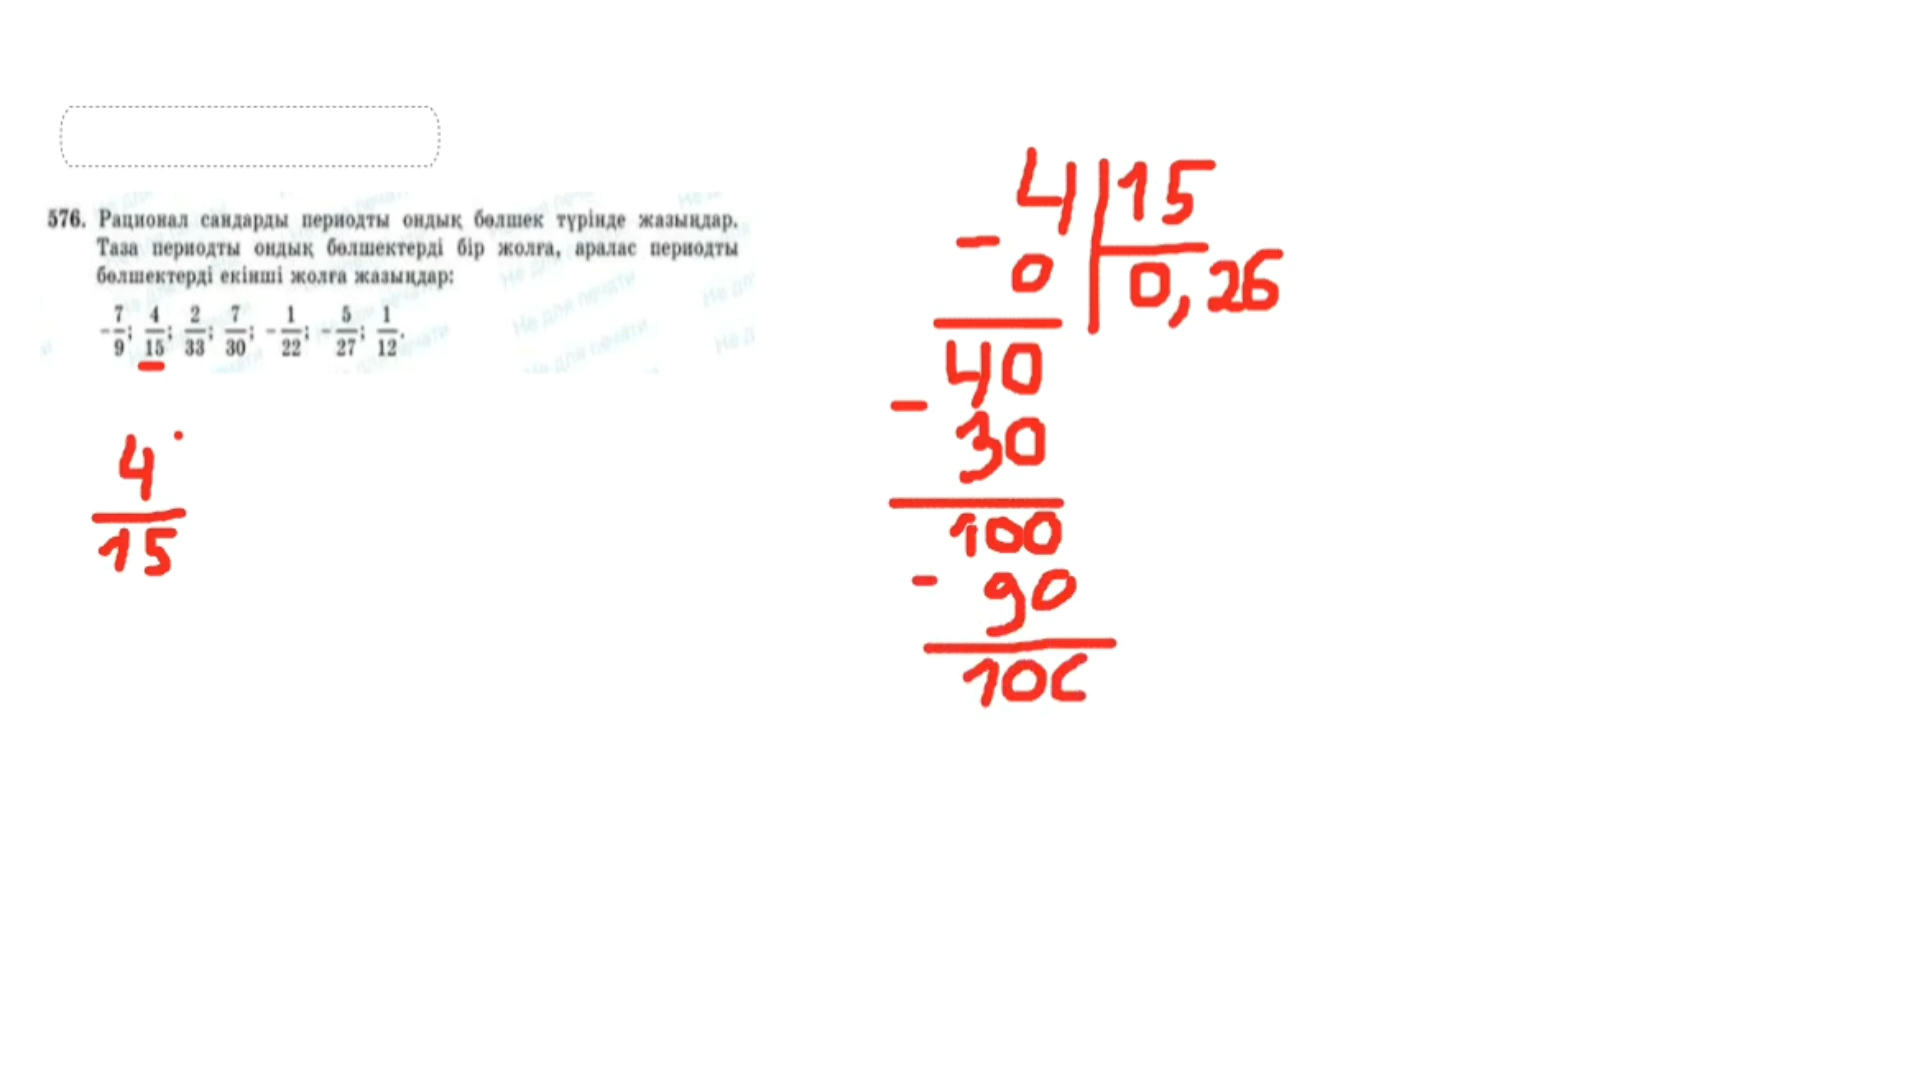 576. Рационал сандарды периодты ондық бөлшек түрінде жазыңдар.
Таза периодты ондық бөлшектерді бір жолға, аралас периодты
бөлшектерді екінші жолға жазыңдар:
-7/9; 4/15; 2/33; 7/30; -1/22; -5/27; 1/12.
4/15
4 | 15
- 0 | 0,26
40
- 30
100
- 90
100